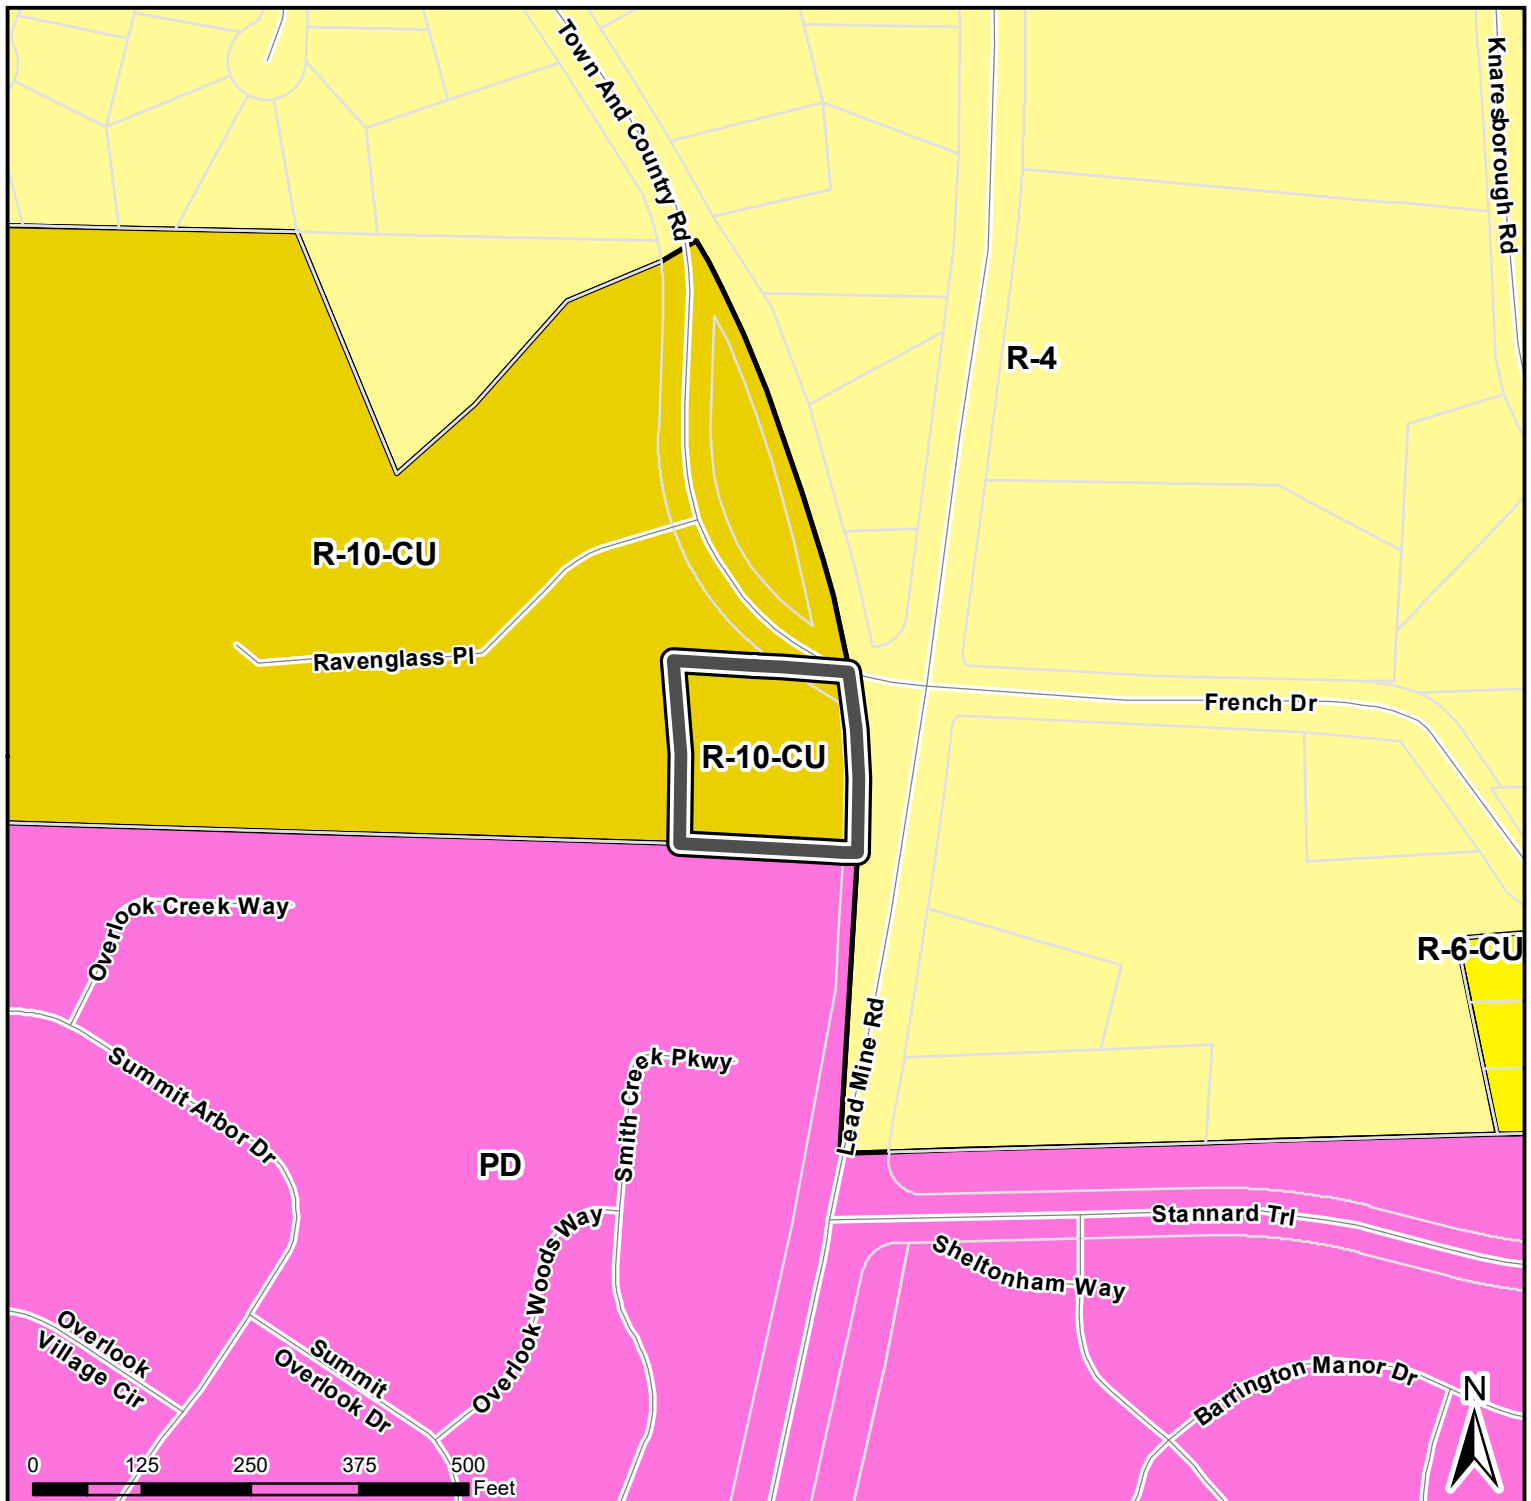 Town And Country Rd
Knaresborough Rd
R-4
R-10-CU
Ravenglass Pl
French Dr
R-10-CU
Overlook Creek Way
R-6-CU
Summit Arbor Dr
Smith Creek Pkwy
Lead Mine Rd
PD
Overlook Woods Way
Stannard Trl
Sheltonham Way
Overlook
Village Cir
Summit
Overlook Dr
Barrington Manor Dr
N
0 125 250 375 500
Feet